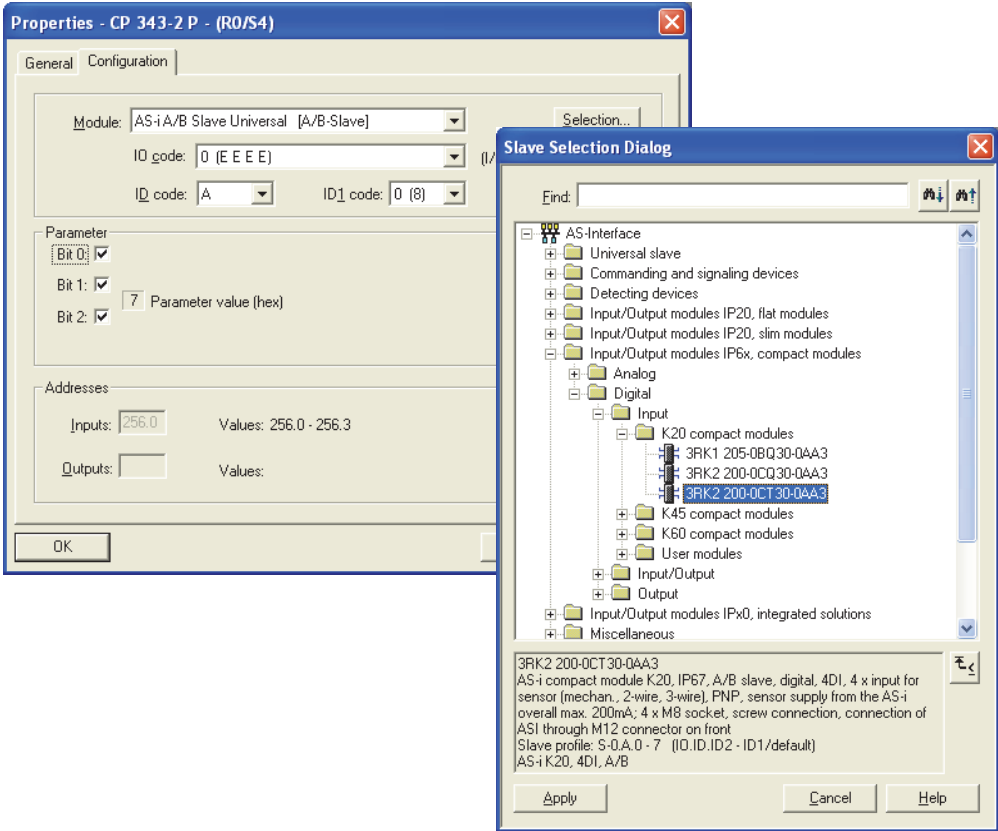 Properties - CP 343-2 P - (R0/S4)
General Configuration
Module: AS-i A/B Slave Universal [A/B-Slave] Selection...
IO code: 0 (E E E E) (I/
ID code: A ID1 code: 0 (8)
Parameter
Bit 0:
Bit 1:
7 Parameter value (hex)
Bit 2:
Addresses
Inputs: 256.0 Values: 256.0 - 256.3
Outputs: Values:
OK
Slave Selection Dialog
Find:
AS-Interface
Universal slave
Commanding and signaling devices
Detecting devices
Input/Output modules IP20, flat modules
Input/Output modules IP20, slim modules
Input/Output modules IP6x, compact modules
Analog
Digital
Input
K20 compact modules
3RK1 205-0BQ30-0AA3
3RK2 200-0CQ30-0AA3
3RK2 200-0CT30-0AA3
K45 compact modules
K60 compact modules
User modules
Input/Output
Output
Input/Output modules IPx0, integrated solutions
Miscellaneous
3RK2 200-0CT30-0AA3
AS-i compact module K20, IP67, A/B slave, digital, 4DI, 4 x input for
sensor (mechan., 2-wire, 3-wire), PNP, sensor supply from the AS-i
overall max. 200mA; 4 x M8 socket, screw connection, connection of
ASI through M12 connector on front
Slave profile: S-0.A.0 - 7 (IO.ID.ID2 - ID1/default)
AS-i K20, 4DI, A/B
Apply Cancel Help